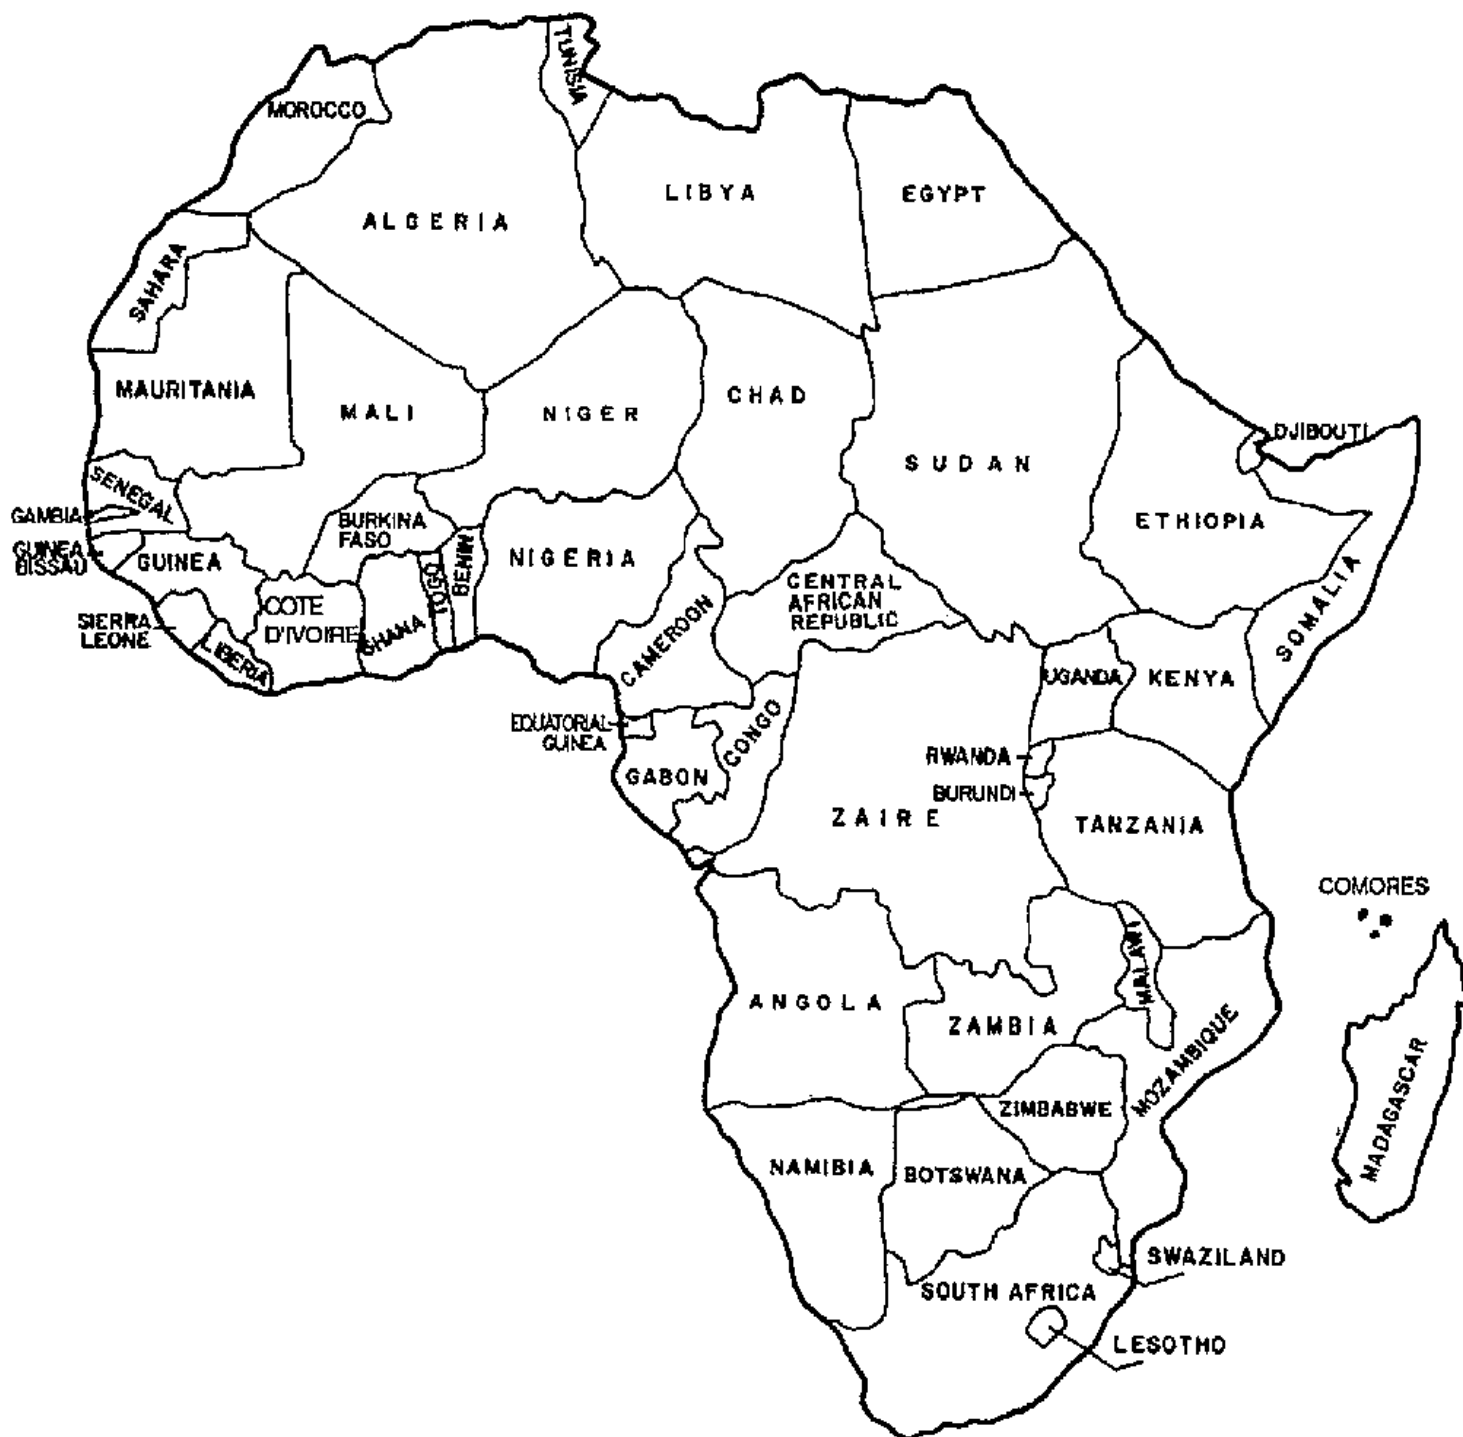 TUNISIA
MOROCCO
LIBYA
EGYPT
ALGERIA
SAHARA
MAURITANIA
MALI
NIGER
CHAD
SUDAN
DJIBOUTI
SENEGAL
GAMBIA
BURKINA
FASO
ETHIOPIA
GUINEA
BISSAU
GUINEA
NIGERIA
BENIN
TOGO
CENTRAL
AFRICAN
REPUBLIC
SOMALIA
COTE
D'IVOIRE
GHANA
SIERRA
LEONE
LIBERIA
CAMEROON
UGANDA
KENYA
EQUATORIAL
GUINEA
CONGO
GABON
RWANDA
BURUNDI
ZAIRE
TANZANIA
COMORES
MALAWI
ANGOLA
ZAMBIA
MOZAMBIQUE
MADAGASCAR
ZIMBABWE
NAMIBIA
BOTSWANA
SWAZILAND
SOUTH AFRICA
LESOTHO